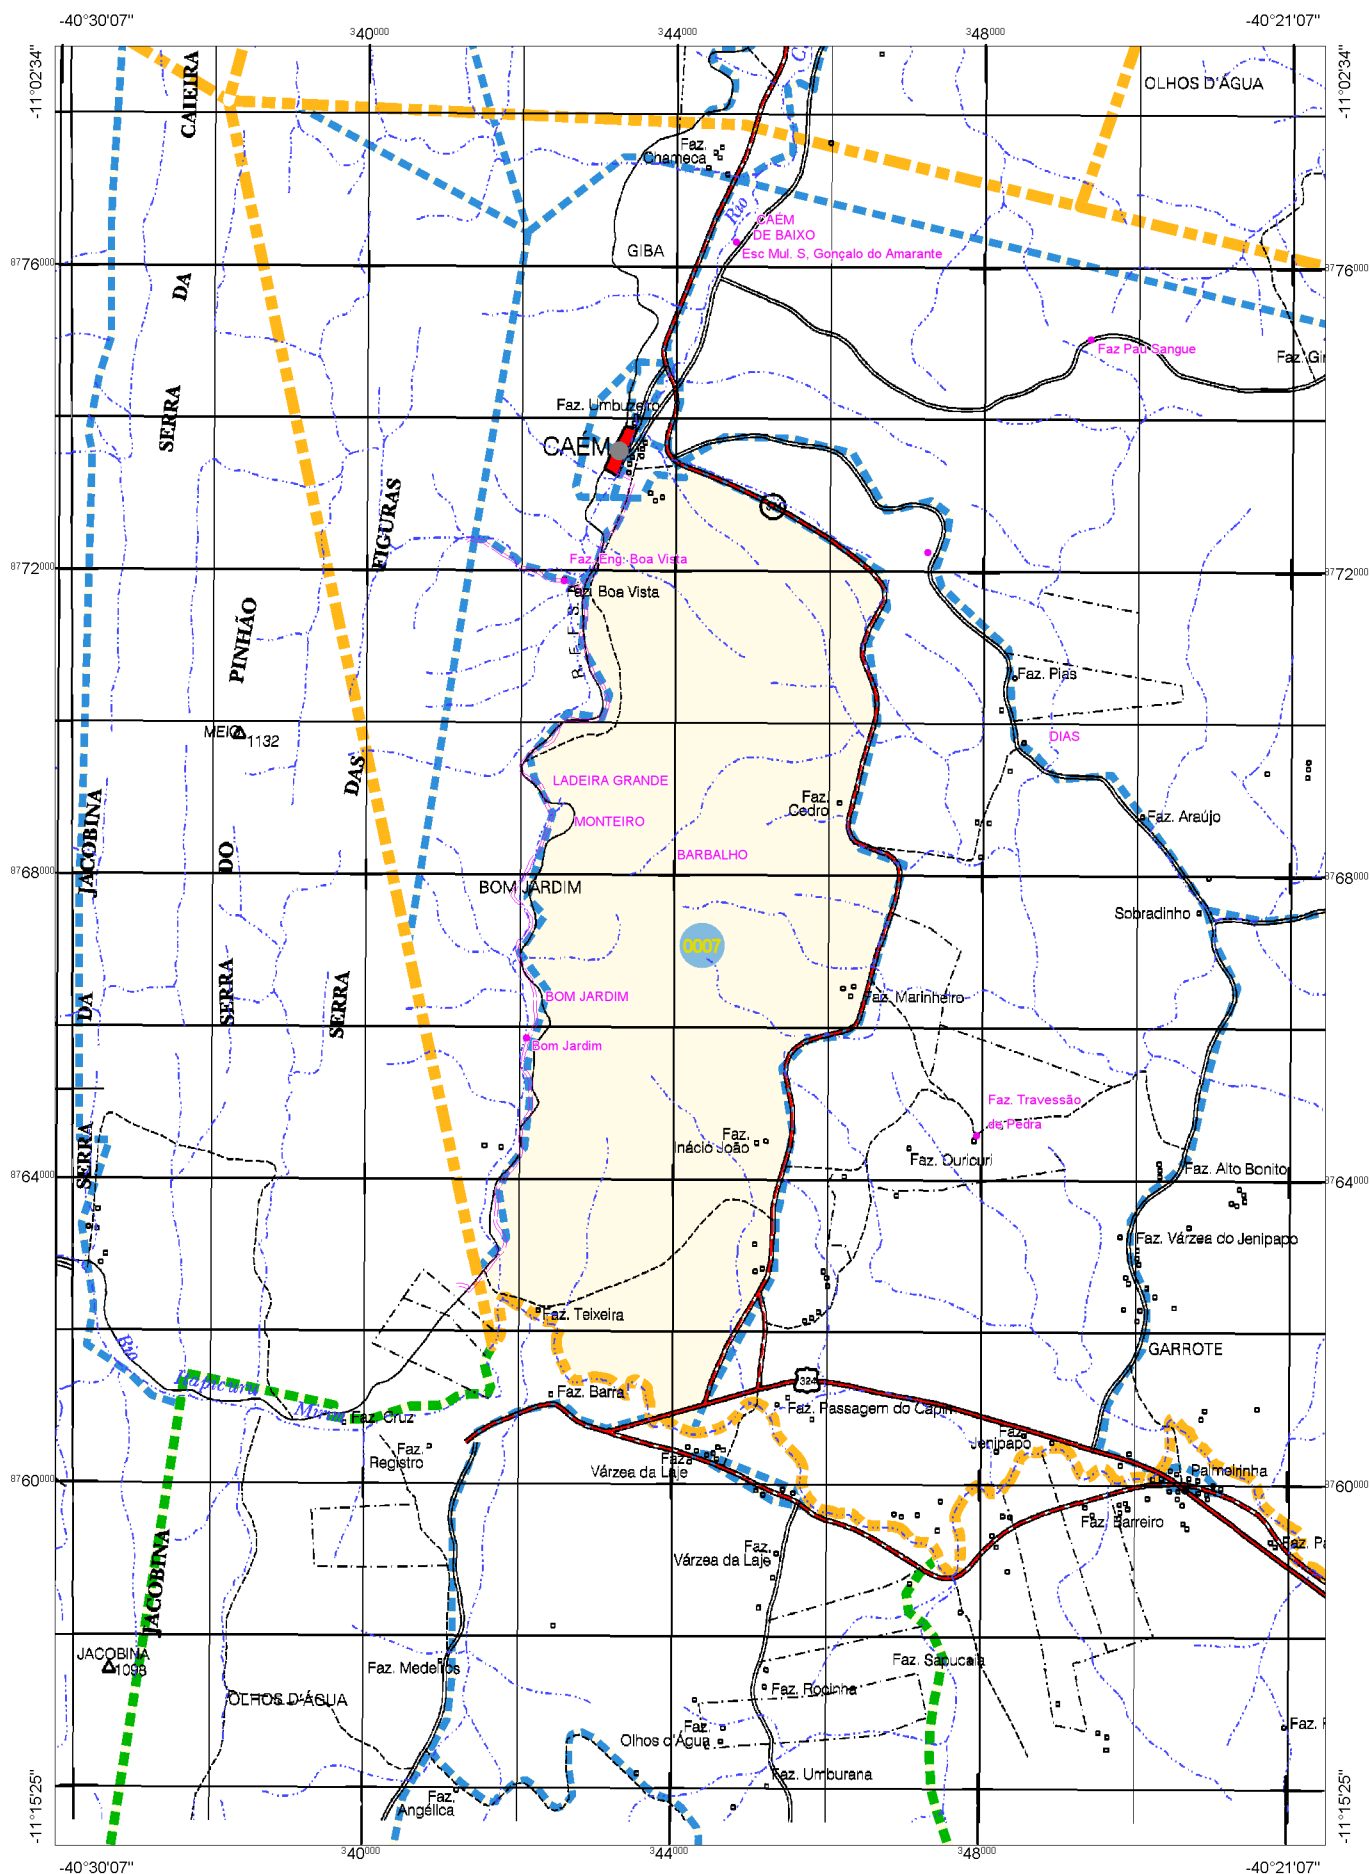 -40°30'07"
-40°21'07"
340000
344000
348000
-11°02'34"
-11°02'34"
CAIEIRA
OLHOS D'ÁGUA
Faz.
Chameca
Rio
C
CAÉM
DE BAIXO
Esc Mul. S, Gonçalo do Amarante
GIBA
8776000
8776000
DA
Faz Pau Sangue
Faz. Gir
SERRA
Faz. Umbuzeiro
CAEM
FIGURAS
Faz. Eng. Boa Vista
Faz. Boa Vista
8772000
8772000
R.F.F.S.A
PINHÃO
Faz. Pias
MEIO
1132
DIAS
DAS
LADEIRA GRANDE
Faz.
Cedro
MONTEIRO
Faz. Araújo
JACOBINA
DO
BARBALHO
8768000
8768000
BOM JARDIM
Sobradinho
0007
DA
SERRA
SERRA
BOM JARDIM
Faz. Marinheiro
Bom Jardim
Faz. Travessão
de Pedra
SERRA
Faz.
Inácio João
Faz. Ouricuri
Faz. Alto Bonito
8764000
8764000
Faz. Várzea do Jenipapo
Faz. Teixeira
GARROTE
Rio
Itapicuru
Mirim
324
Faz. Barra
Faz. Passagem do Capim
Faz. Cruz
Faz.
Jenipapo
Faz.
Registro
Faz.
Várzea da Laje
Palmeirinha
8760000
8760000
Faz. Barreiro
JACOBINA
Faz.
Várzea da Laje
Faz. Pa
JACOBINA
1098
Faz. Medeiros
Faz. Sapucaia
OLHOS D'ÁGUA
Faz. Rocinha
Faz.
Olhos d'Água
Faz. F
Faz. Umburana
Faz.
Angélica
-11°15'25"
-11°15'25"
340000
344000
348000
-40°30'07"
-40°21'07"